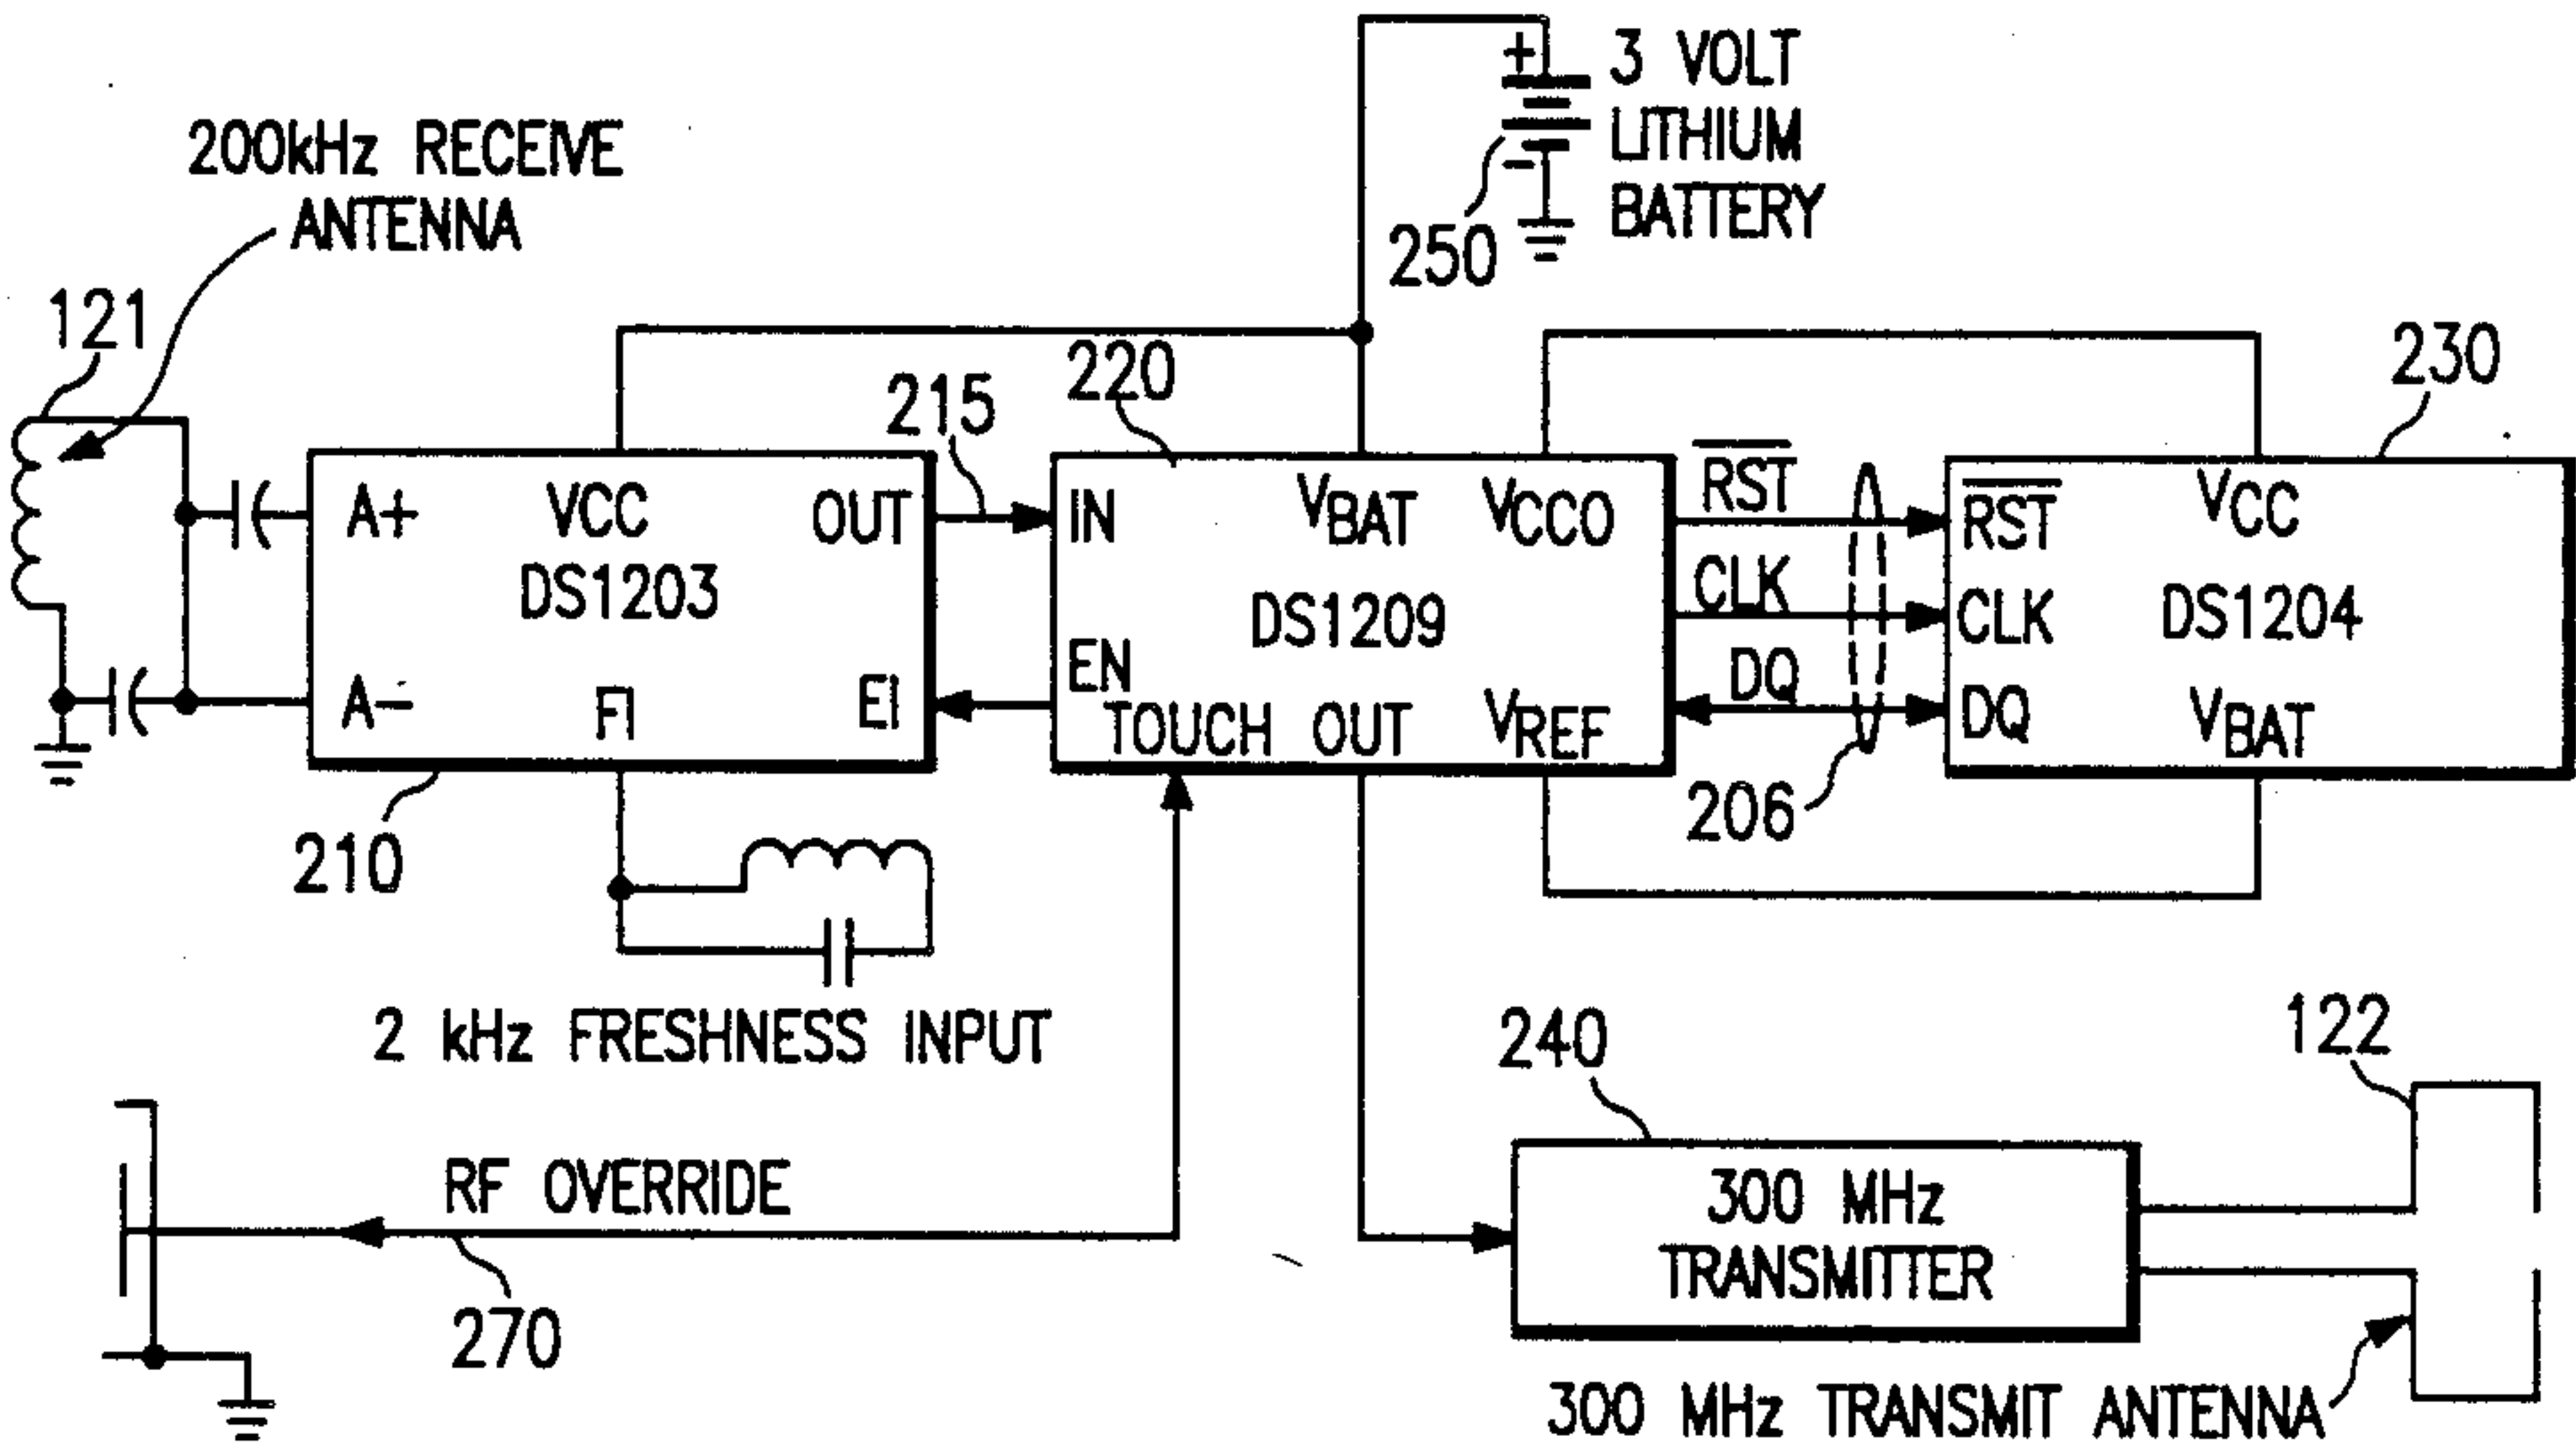 200kHz RECEIVE
ANTENNA
121
+
3 VOLT
LITHIUM
BATTERY
-
250
220
215
230
A+
VCC
OUT
DS1203
A-
FI
EI
210
IN
VBAT
VCCO
DS1209
EN
TOUCH OUT
VREF
RST
CLK
DQ
206
RST
VCC
CLK
DS1204
DQ
VBAT
2 kHz FRESHNESS INPUT
RF OVERRIDE
270
240
122
300 MHz
TRANSMITTER
300 MHz TRANSMIT ANTENNA